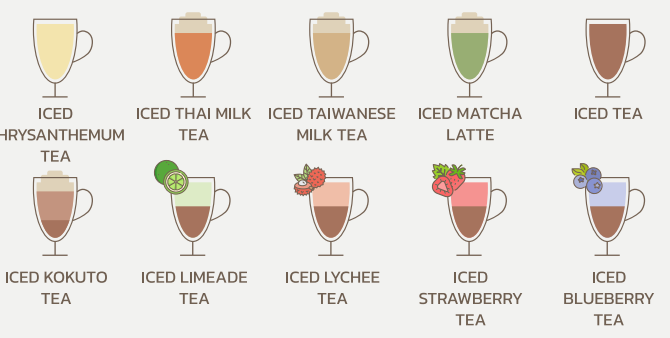 ICED
HRYSANTHEMUM
TEA
ICED THAI MILK
TEA
ICED TAIWANESE
MILK TEA
ICED MATCHA
LATTE
ICED TEA
ICED KOKUTO
TEA
ICED LIMEADE
TEA
ICED LYCHEE
TEA
ICED
STRAWBERRY
TEA
ICED
BLUEBERRY
TEA